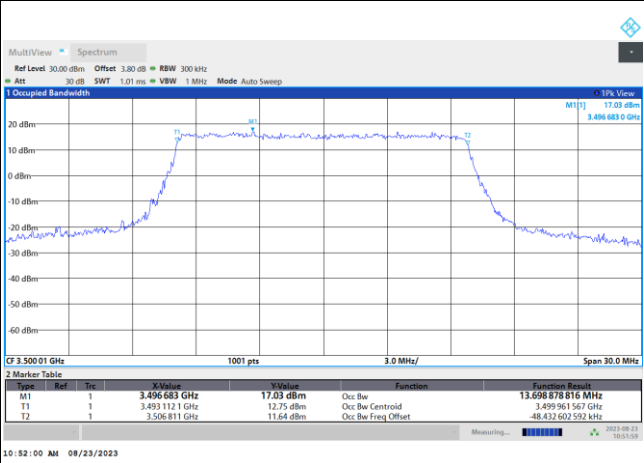 MultiView Spectrum
Ref Level 30.00 dBm Offset 3.80 dB RBW 300 kHz
Att 30 dB SWT 1.01 ms VBW 1 MHz Mode Auto Sweep
1 Occupied Bandwidth 1Pk View
M1[1] 17.03 dBm
3.496 683 0 GHz
M1
T1 T2
20 dBm
10 dBm
0 dBm
-10 dBm
-20 dBm
-30 dBm
-40 dBm
-50 dBm
-60 dBm
CF 3.500 01 GHz 1001 pts 3.0 MHz/ Span 30.0 MHz
2 Marker Table
Type Ref Trc X-Value Y-Value Function Function Result
M1 1 3.496 683 GHz 17.03 dBm Occ Bw 13.698 878 816 MHz
T1 1 3.493 112 1 GHz 12.75 dBm Occ Bw Centroid 3.499 961 567 GHz
T2 1 3.506 811 GHz 11.64 dBm Occ Bw Freq Offset -48.432 602 592 kHz
Measuring... 2023-08-23
10:51:59
10:52:00 AM 08/23/2023